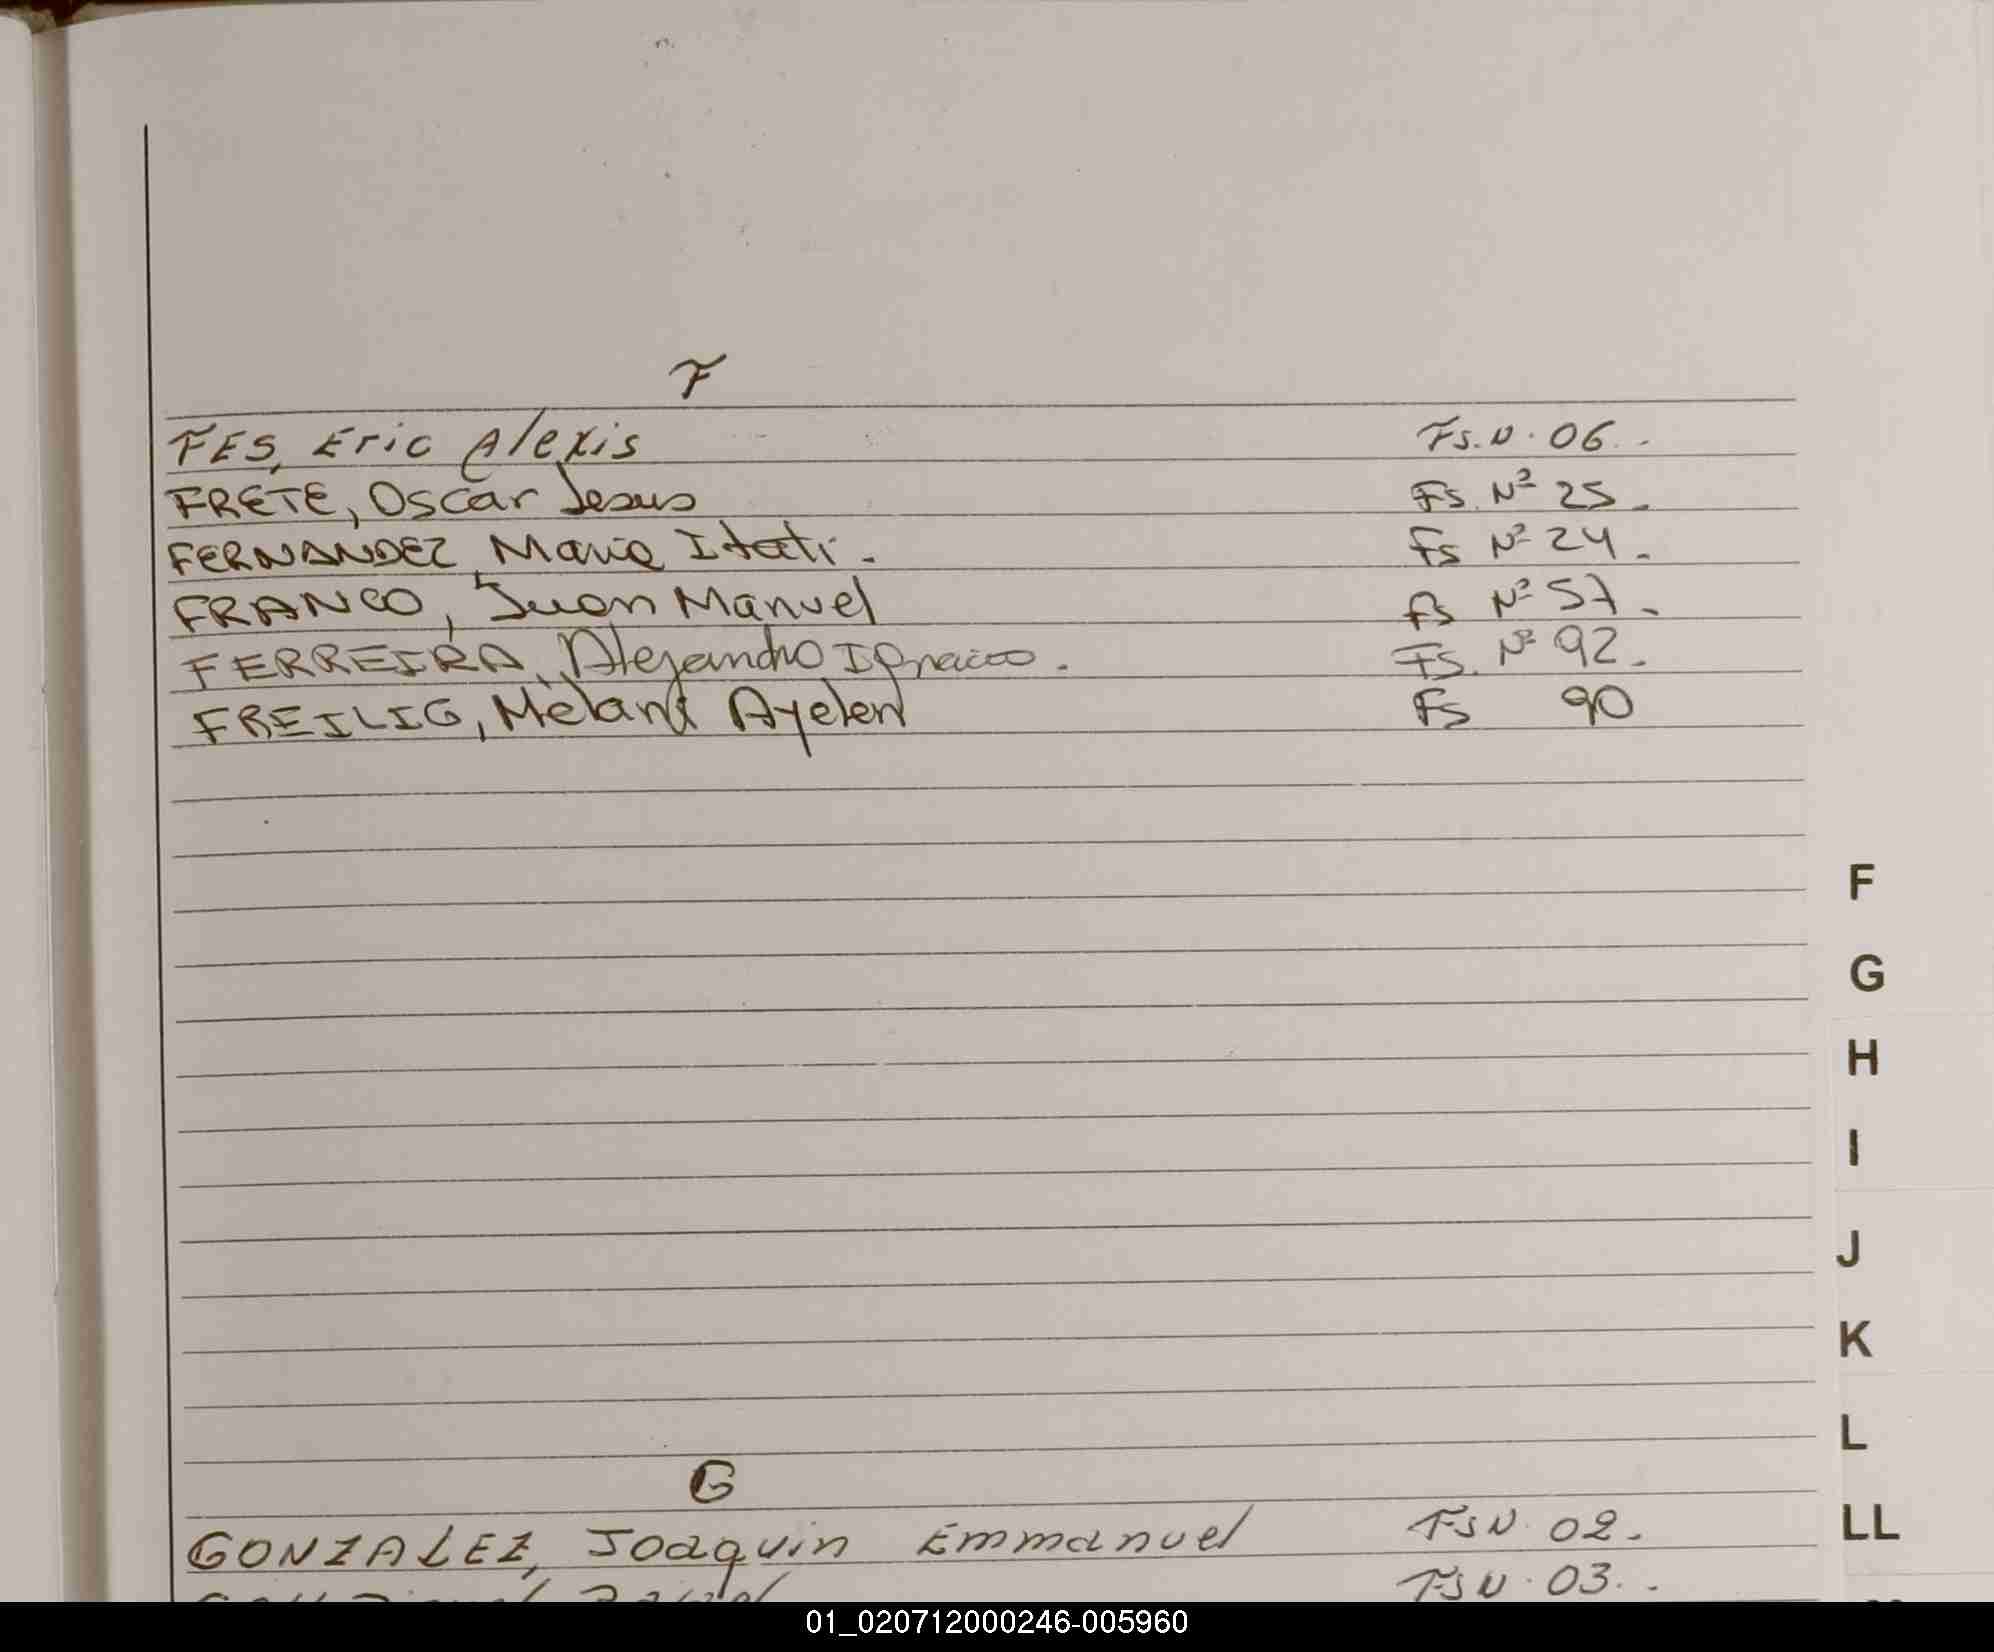 F
FES, Eric Alexis Fs. N. 06.
FRETE, Oscar Jesus Fs. Nº 25.
FERNANDEZ, Maria Itati. Fs Nº 24.
FRANCO, Juan Manuel Fs Nº 57.
FERREIRA, Alejandro Ignacio. Fs. Nº 92.
FREILIG, Melani Ayelen Fs 90
F
G
H
I
J
K
L
G
GONZALEZ, Joaquin Emmanuel Fs N. 02.
LL
Fs N. 03.
01_020712000246-005960